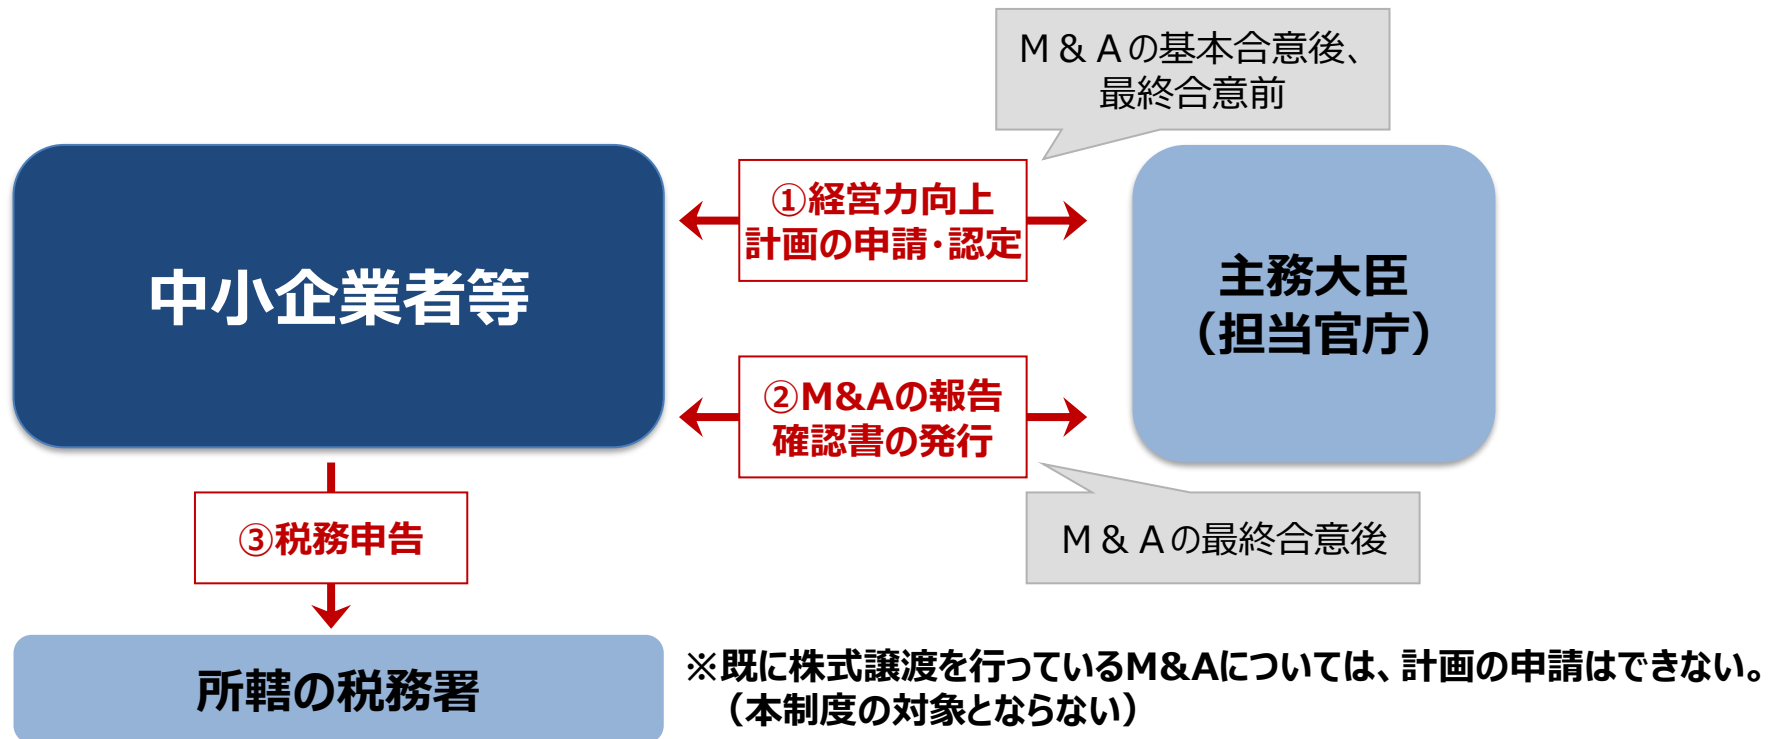 M & Aの基本合意後、
最終合意前
中小企業者等
①経営力向上
計画の申請・認定
主務大臣
（担当官庁）
②M&Aの報告
確認書の発行
M & Aの最終合意後
③税務申告
所轄の税務署
※既に株式譲渡を行っているM&Aについては、計画の申請はできない。
（本制度の対象とならない）